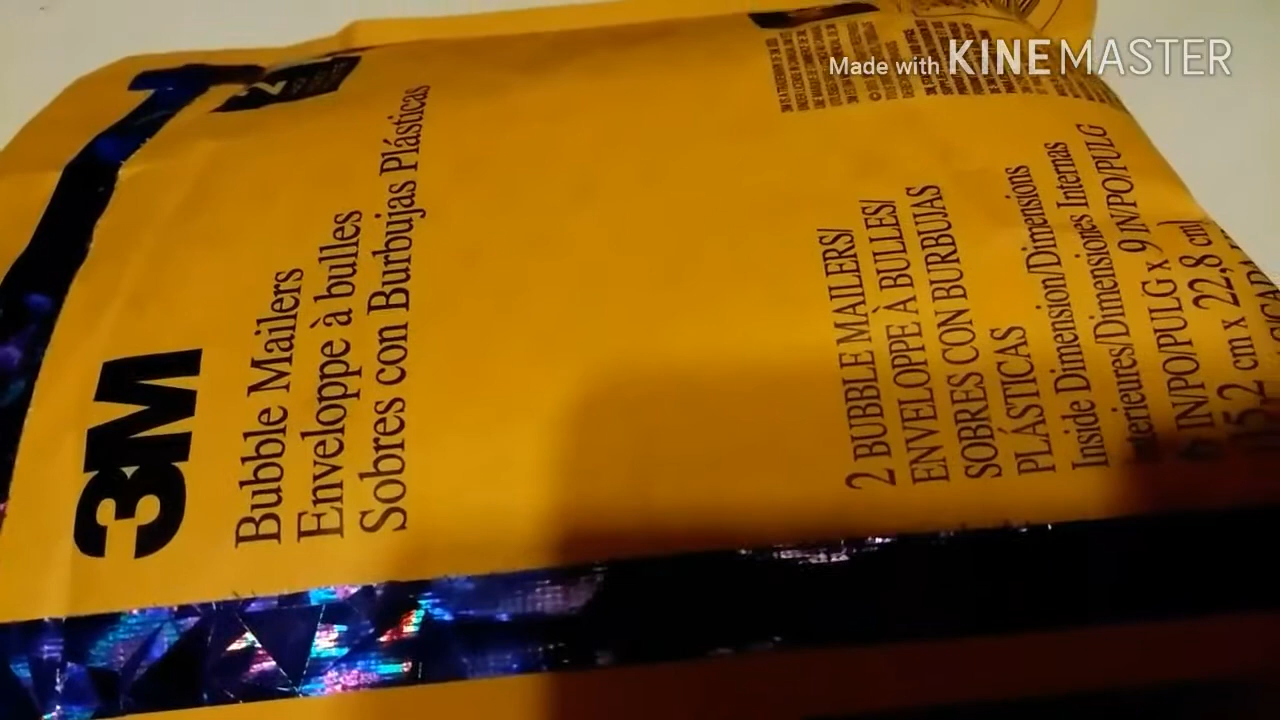 Made with KINEMASTER
3M
Bubble Mailers
Enveloppe à bulles
Sobres con Burbujas Plásticas
2
2 BUBBLE MAILERS/
ENVELOPPE À BULLES/
SOBRES CON BURBUJAS
PLÁSTICAS
Inside Dimension/Dimensions
Interieures/Dimensiones Internas
6 IN/PO/PULG x 9 IN/PO/PULG
15,2 cm x 22,8 cm